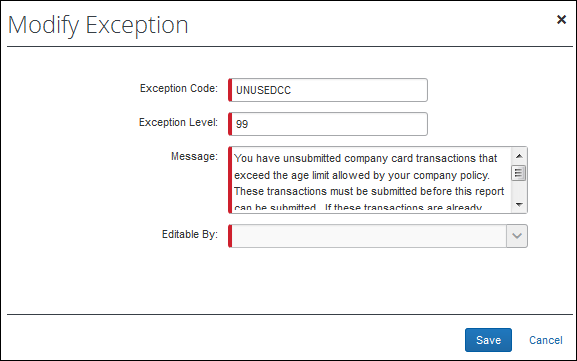 Modify Exception
Exception Code: UNUSEDCC
Exception Level: 99
Message: You have unsubmitted company card transactions that
exceed the age limit allowed by your company policy.
These transactions must be submitted before this report
can be submitted. If these transactions are already
Editable By:
Save Cancel